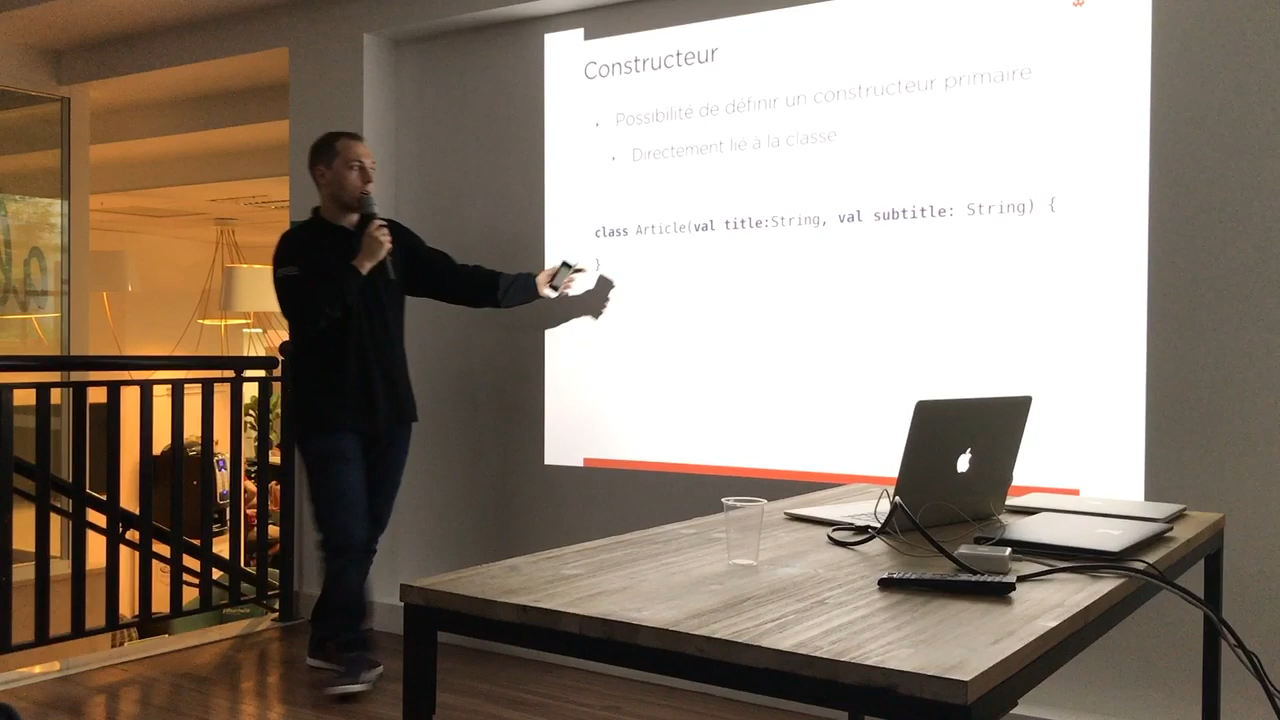 Constructeur
Possibilité de définir un constructeur primaire
Directement lié à la classe
class Article(val title:String, val subtitle: String) {
}